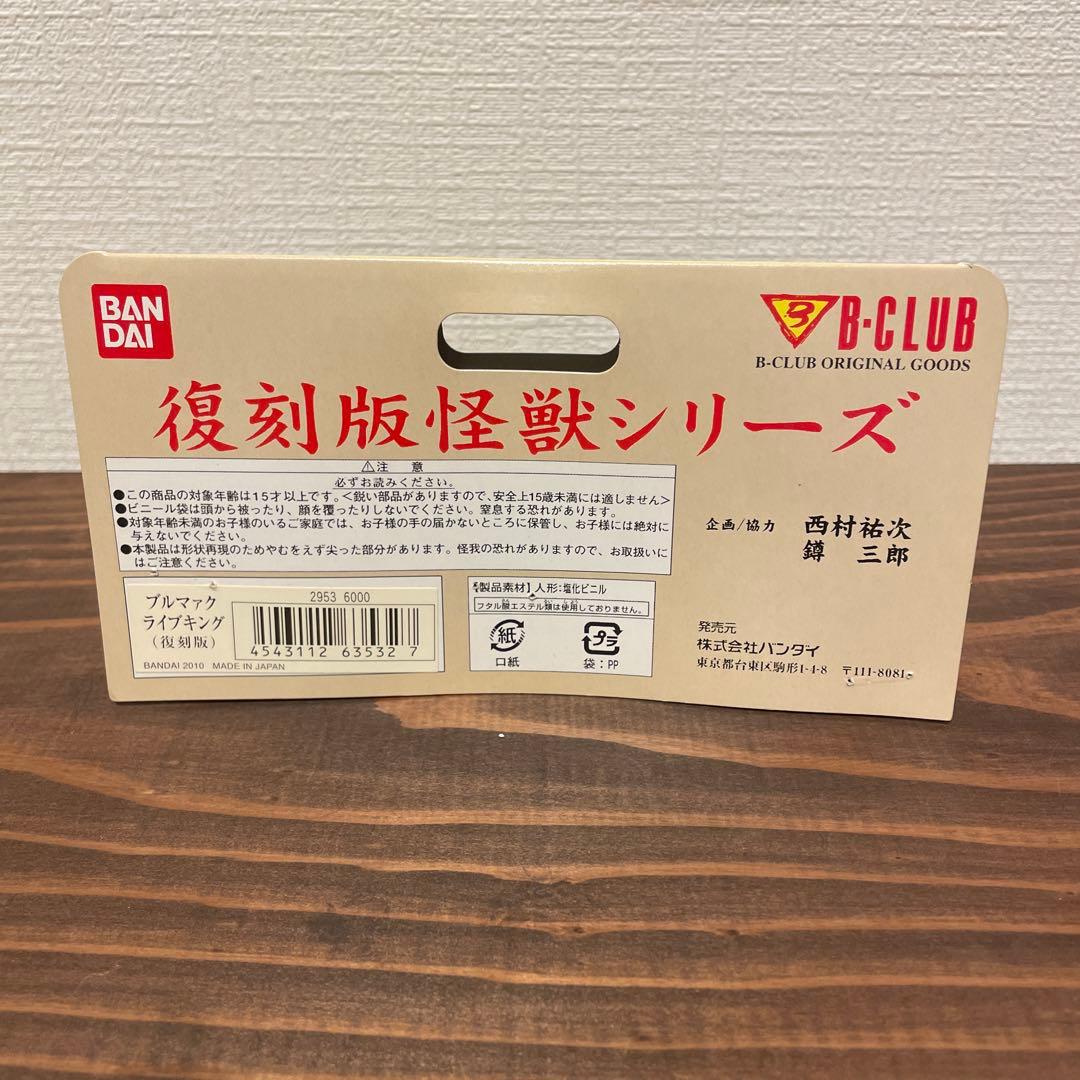 BAN
DAI
B
B·CLUB
B-CLUB ORIGINAL GOODS
復刻版怪獣シリーズ
⚠注 意
必ずお読みください。
●この商品の対象年齢は15才以上です。<鋭い部品がありますので、安全上15歳未満には適しません>
●ビニール袋は頭から被ったり、顔を覆ったりしないでください。窒息する恐れがあります。
●対象年齢未満のお子様のいるご家庭では、お子様の手の届かないところに保管し、お子様には絶対に
与えないでください。
●本製品は形状再現のためやむをえず尖った部分があります。怪我の恐れがありますので、お取扱いに
はご注意ください。
企画/協力 西村祐次
鐏 三郎
ブルマァク
ライブキング
(復刻版)
2953 6000
4543112 635327
BANDAI 2010 MADE IN JAPAN
【製品素材】人形:塩化ビニル
フタル酸エステル類は使用しておりません。
紙
口紙
プラ
袋:PP
発売元
株式会社バンダイ
東京都台東区駒形1-4-8 〒111-8081